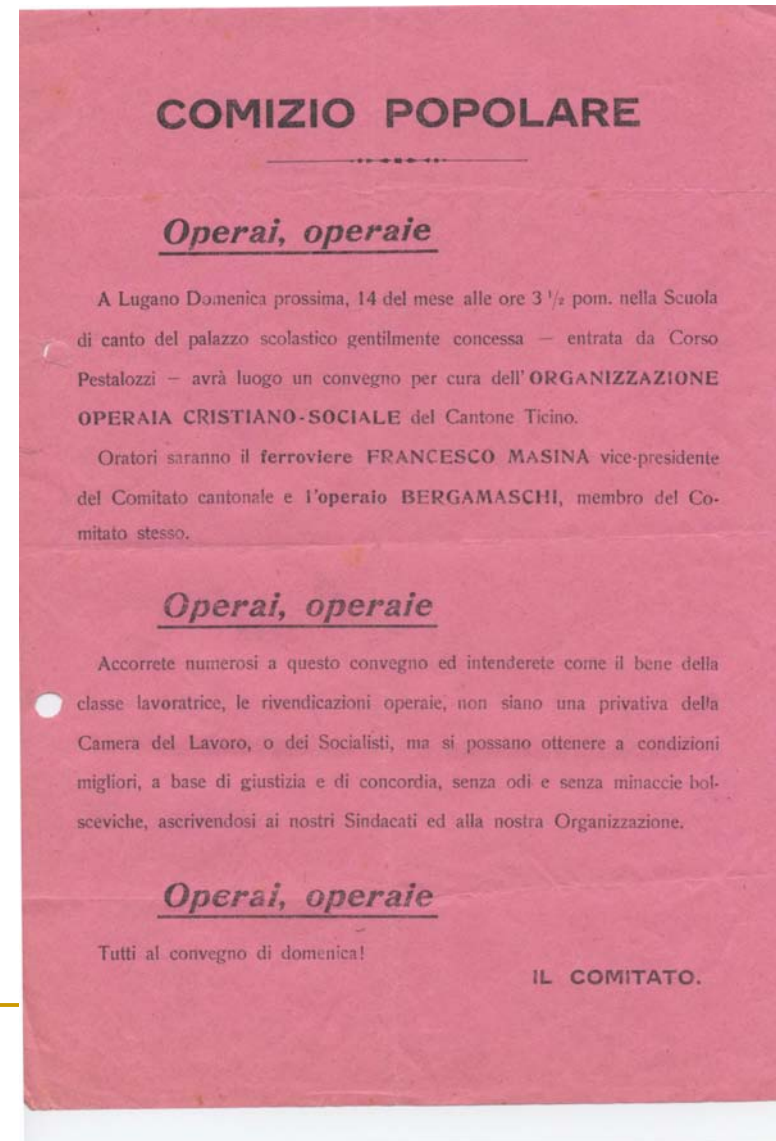 COMIZIO POPOLARE
Operai, operaie
A Lugano Domenica prossima, 14 del mese alle ore 3 ½ pom. nella Scuola
di canto del palazzo scolastico gentilmente concessa — entrata da Corso
Pestalozzi — avrà luogo un convegno per cura dell'ORGANIZZAZIONE
OPERAIA CRISTIANO-SOCIALE del Cantone Ticino.
Oratori saranno il ferroviere FRANCESCO MASINA vice-presidente
del Comitato cantonale e l'operaio BERGAMASCHI, membro del Co-
mitato stesso.
Operai, operaie
Accorrete numerosi a questo convegno ed intenderete come il bene della
classe lavoratrice, le rivendicazioni operaie, non siano una privativa della
Camera del Lavoro, o dei Socialisti, ma si possano ottenere a condizioni
migliori, a base di giustizia e di concordia, senza odi e senza minaccie bol-
sceviche, ascrivendosi ai nostri Sindacati ed alla nostra Organizzazione.
Operai, operaie
Tutti al convegno di domenica!
IL COMITATO.